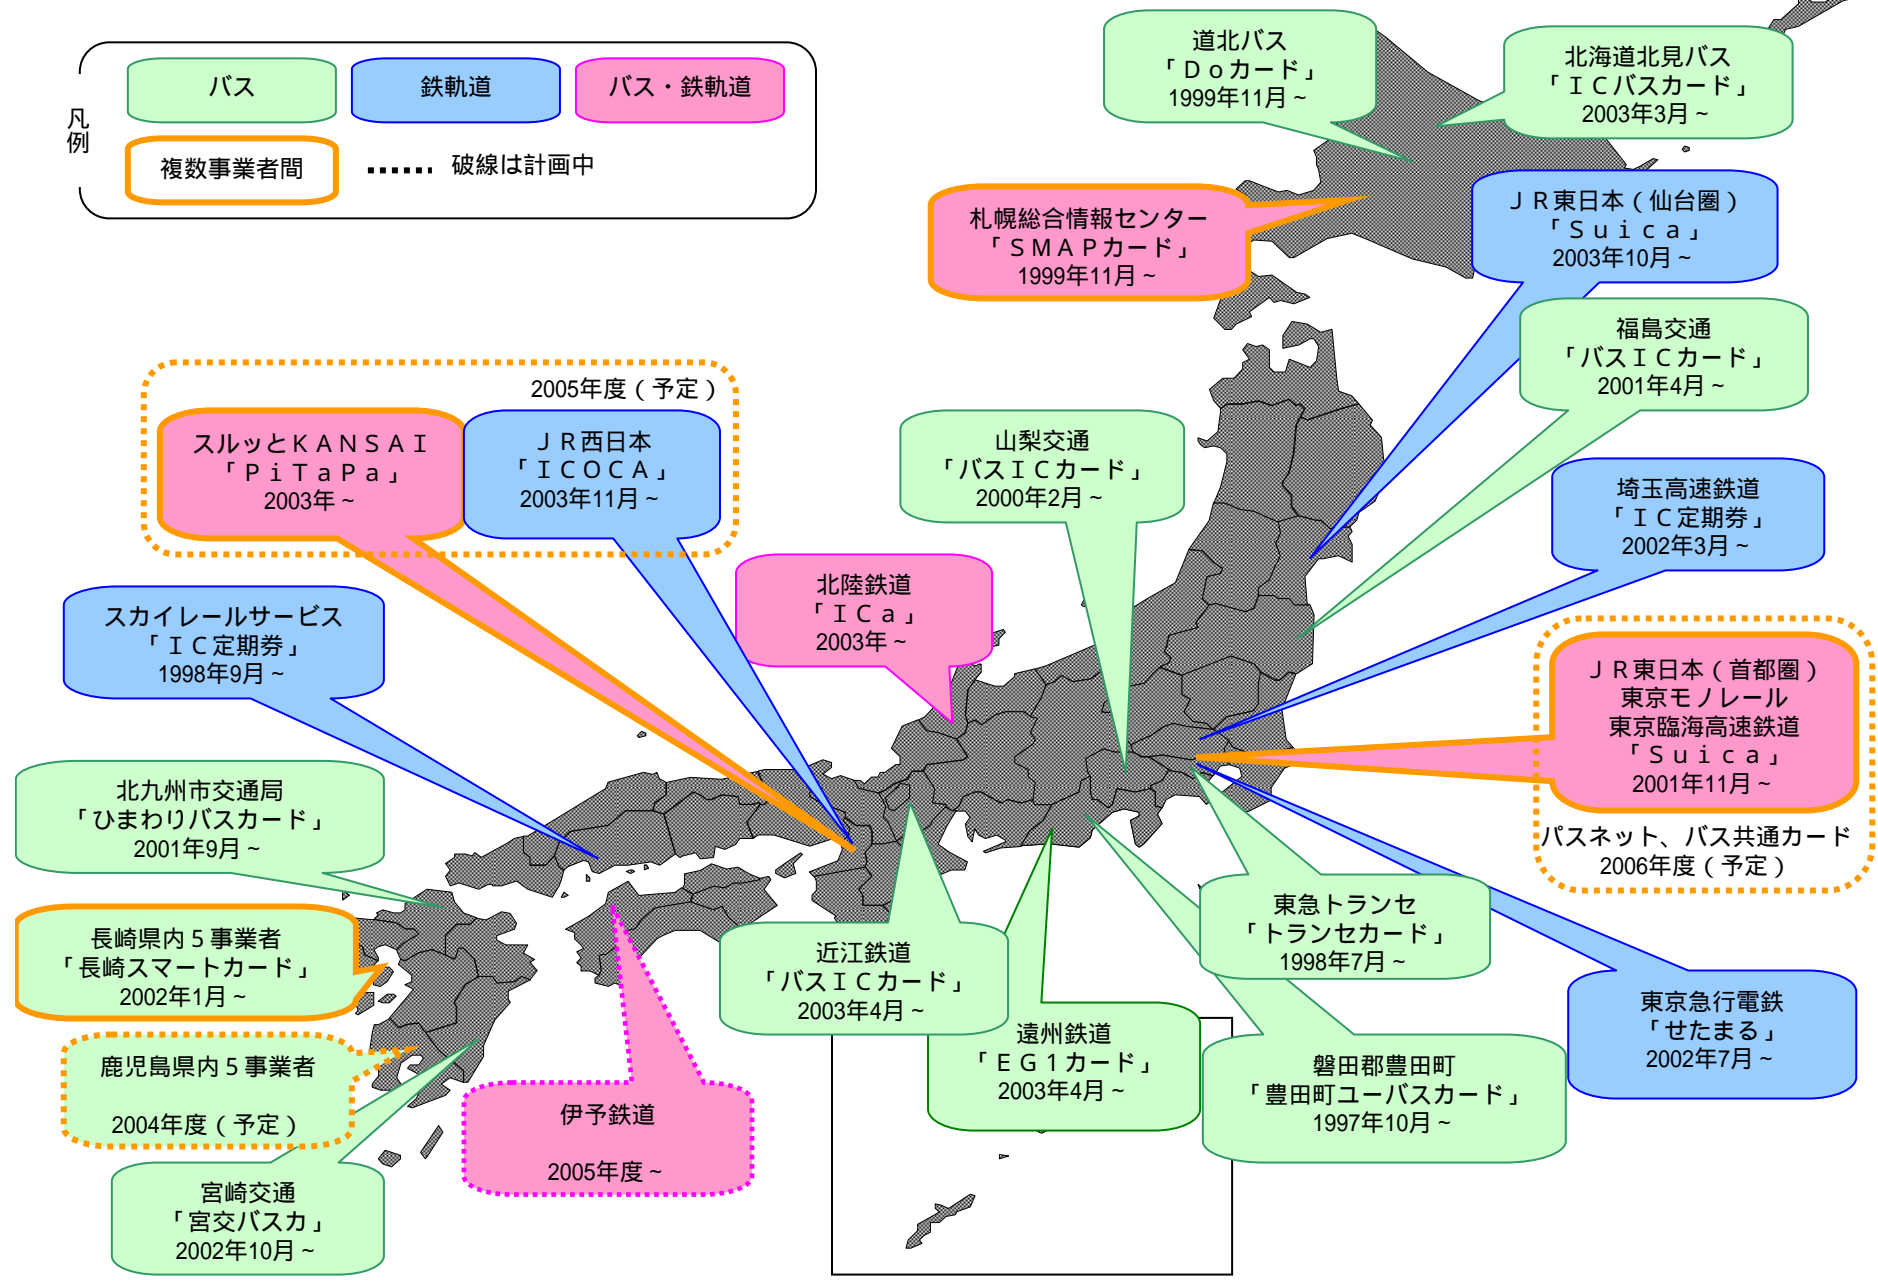 凡例
バス
鉄軌道
バス・鉄軌道
複数事業者間
破線は計画中
道北バス
「Ｄｏカード」
1999年11月～
北海道北見バス
「ＩＣバスカード」
2003年3月～
札幌総合情報センター
「ＳＭＡＰカード」
1999年11月～
ＪＲ東日本（仙台圏）
「Ｓｕｉｃａ」
2003年10月～
福島交通
「バスＩＣカード」
2001年4月～
2005年度（予定）
スルッとＫＡＮＳＡＩ
「ＰｉＴａＰａ」
2003年～
ＪＲ西日本
「ＩＣＯＣＡ」
2003年11月～
山梨交通
「バスＩＣカード」
2000年2月～
埼玉高速鉄道
「ＩＣ定期券」
2002年3月～
北陸鉄道
「ＩＣａ」
2003年～
スカイレールサービス
「ＩＣ定期券」
1998年9月～
ＪＲ東日本（首都圏）
東京モノレール
東京臨海高速鉄道
「Ｓｕｉｃａ」
2001年11月～
パスネット、バス共通カード
2006年度（予定）
北九州市交通局
「ひまわりバスカード」
2001年9月～
長崎県内５事業者
「長崎スマートカード」
2002年1月～
鹿児島県内５事業者
2004年度（予定）
宮崎交通
「宮交バスカ」
2002年10月～
伊予鉄道
2005年度～
近江鉄道
「バスＩＣカード」
2003年4月～
遠州鉄道
「ＥＧ１カード」
2003年4月～
東急トランセ
「トランセカード」
1998年7月～
磐田郡豊田町
「豊田町ユーバスカード」
1997年10月～
東京急行電鉄
「せたまる」
2002年7月～